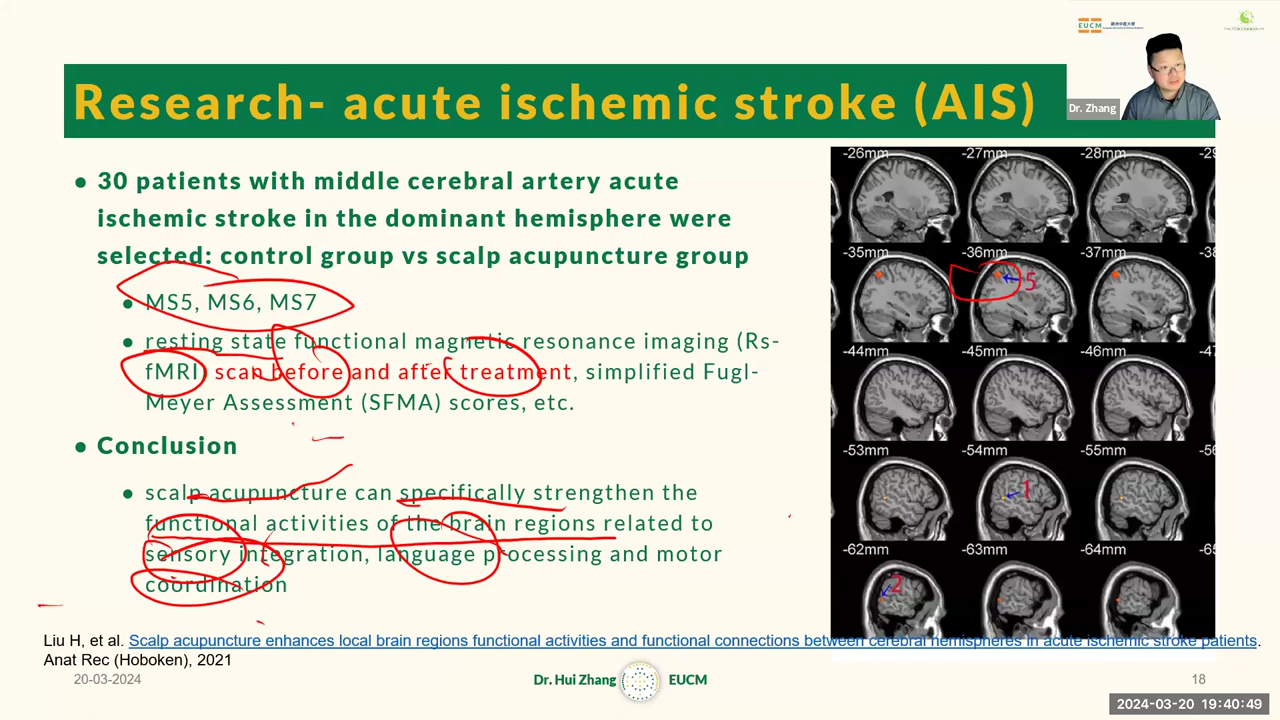 EUCM
Research- acute ischemic stroke (AIS)
Dr. Zhang
• 30 patients with middle cerebral artery acute
ischemic stroke in the dominant hemisphere were
selected: control group vs scalp acupuncture group
• MS5, MS6, MS7
• resting state functional magnetic resonance imaging (Rs-
fMRI) scan before and after treatment, simplified Fugl-
Meyer Assessment (SFMA) scores, etc.
• Conclusion
• scalp acupuncture can specifically strengthen the
functional activities of the brain regions related to
sensory integration, language processing and motor
coordination
-26mm -27mm -28mm -29
-35mm -36mm -37mm -38
5
-44mm -45mm -46mm -47
-53mm -54mm -55mm -56
1
-62mm -63mm -64mm -65
2
Liu H, et al. Scalp acupuncture enhances local brain regions functional activities and functional connections between cerebral hemispheres in acute ischemic stroke patients.
Anat Rec (Hoboken), 2021
20-03-2024 Dr. Hui Zhang EUCM 18
2024-03-20 19:40:49